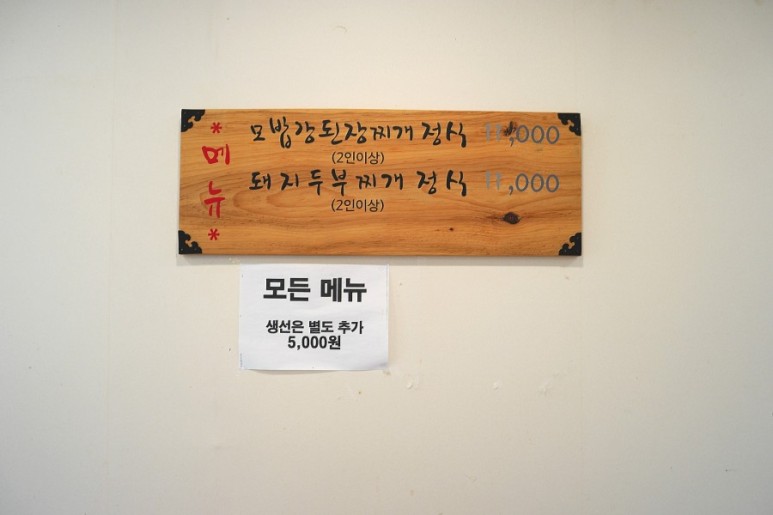 *메뉴*
모밥강된장찌개 정식 11,000
(2인이상)
돼지두부찌개 정식 11,000
(2인이상)
모든 메뉴
생선은 별도 추가
5,000원